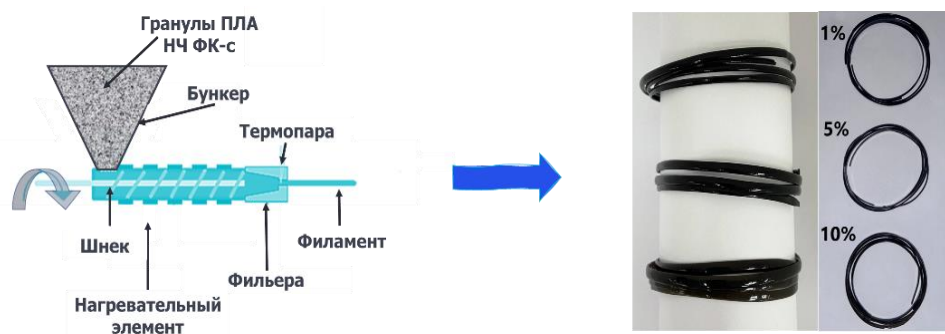 Гранулы ПЛА
НЧ ФК-с
Бункер
Термопара
Шнек
Филамент
Фильера
Нагревательный
элемент
1%
5%
10%